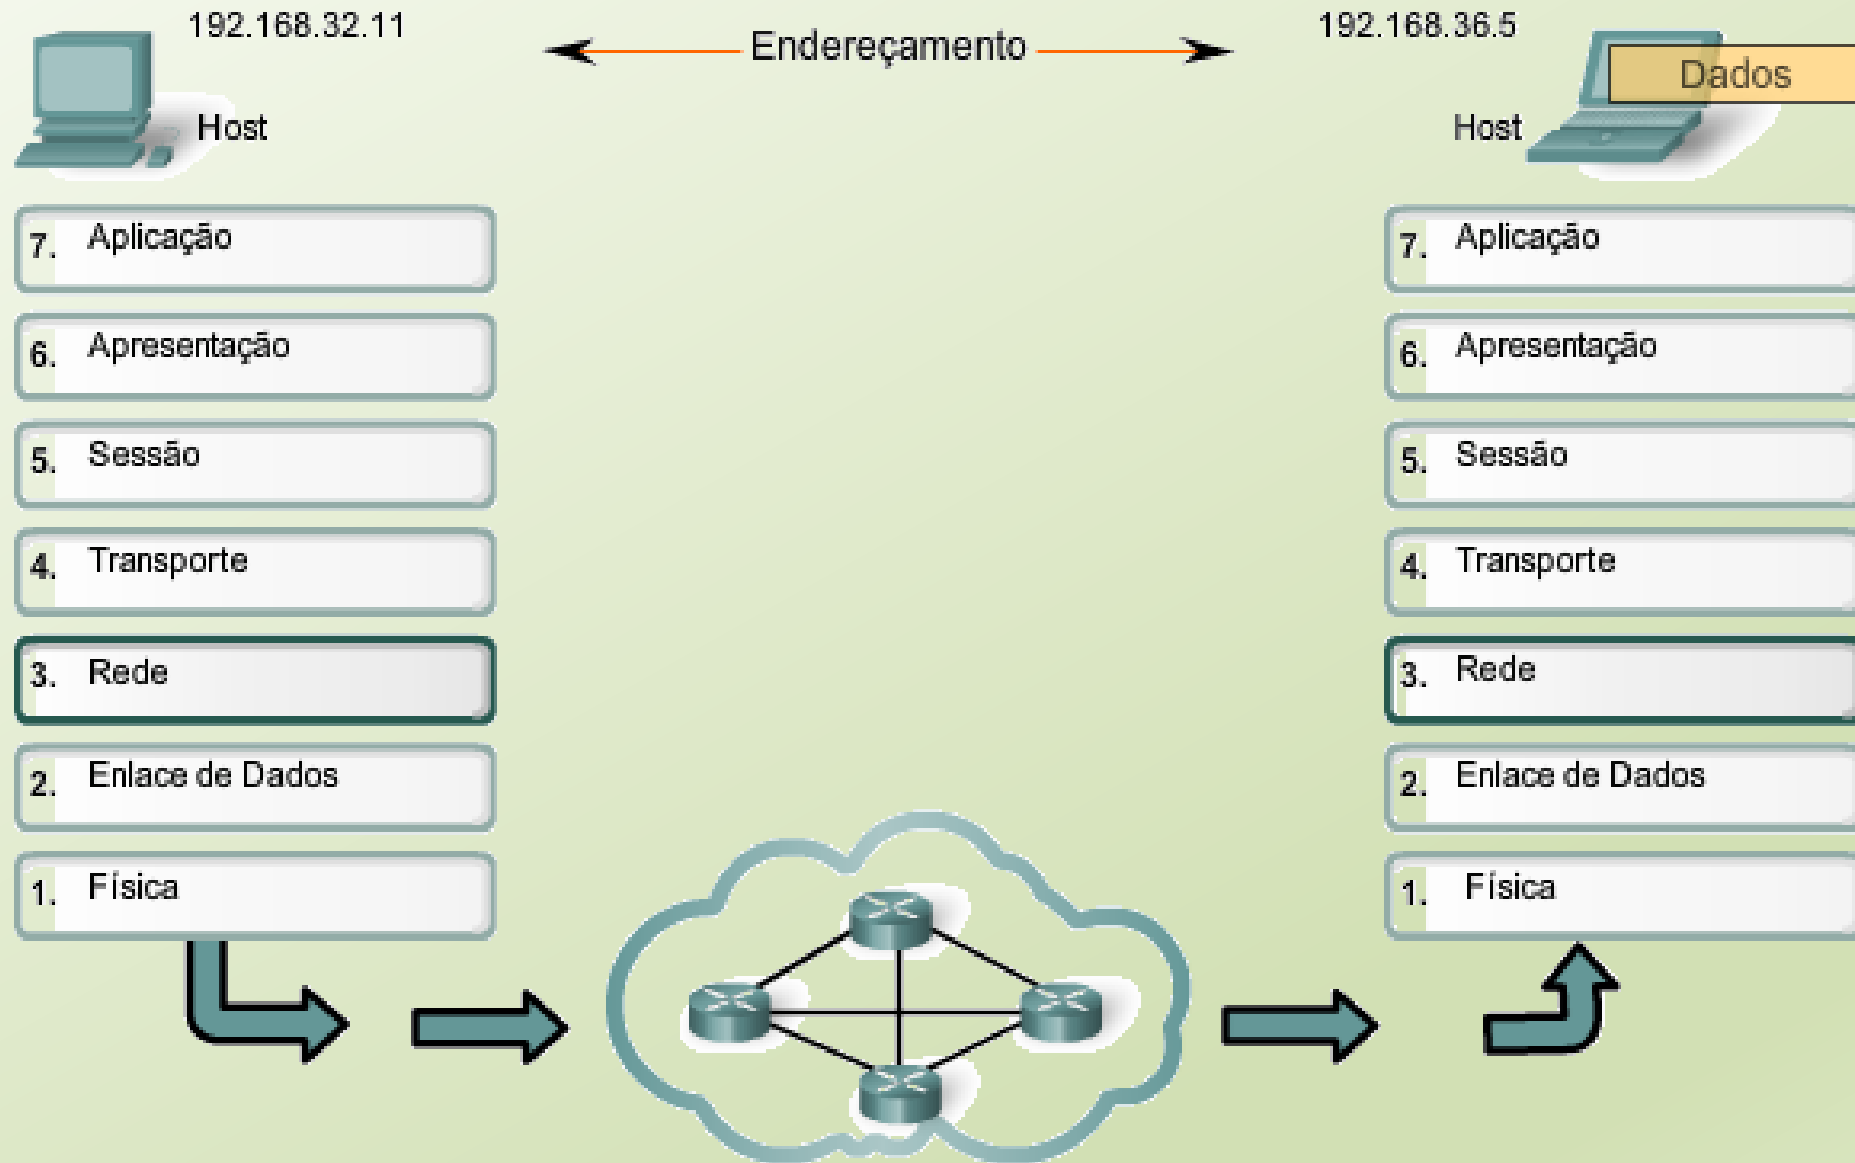 192.168.32.11
Endereçamento
192.168.36.5
Dados
Host
Host
7. Aplicação
6. Apresentação
5. Sessão
4. Transporte
3. Rede
2. Enlace de Dados
1. Física
7. Aplicação
6. Apresentação
5. Sessão
4. Transporte
3. Rede
2. Enlace de Dados
1. Física